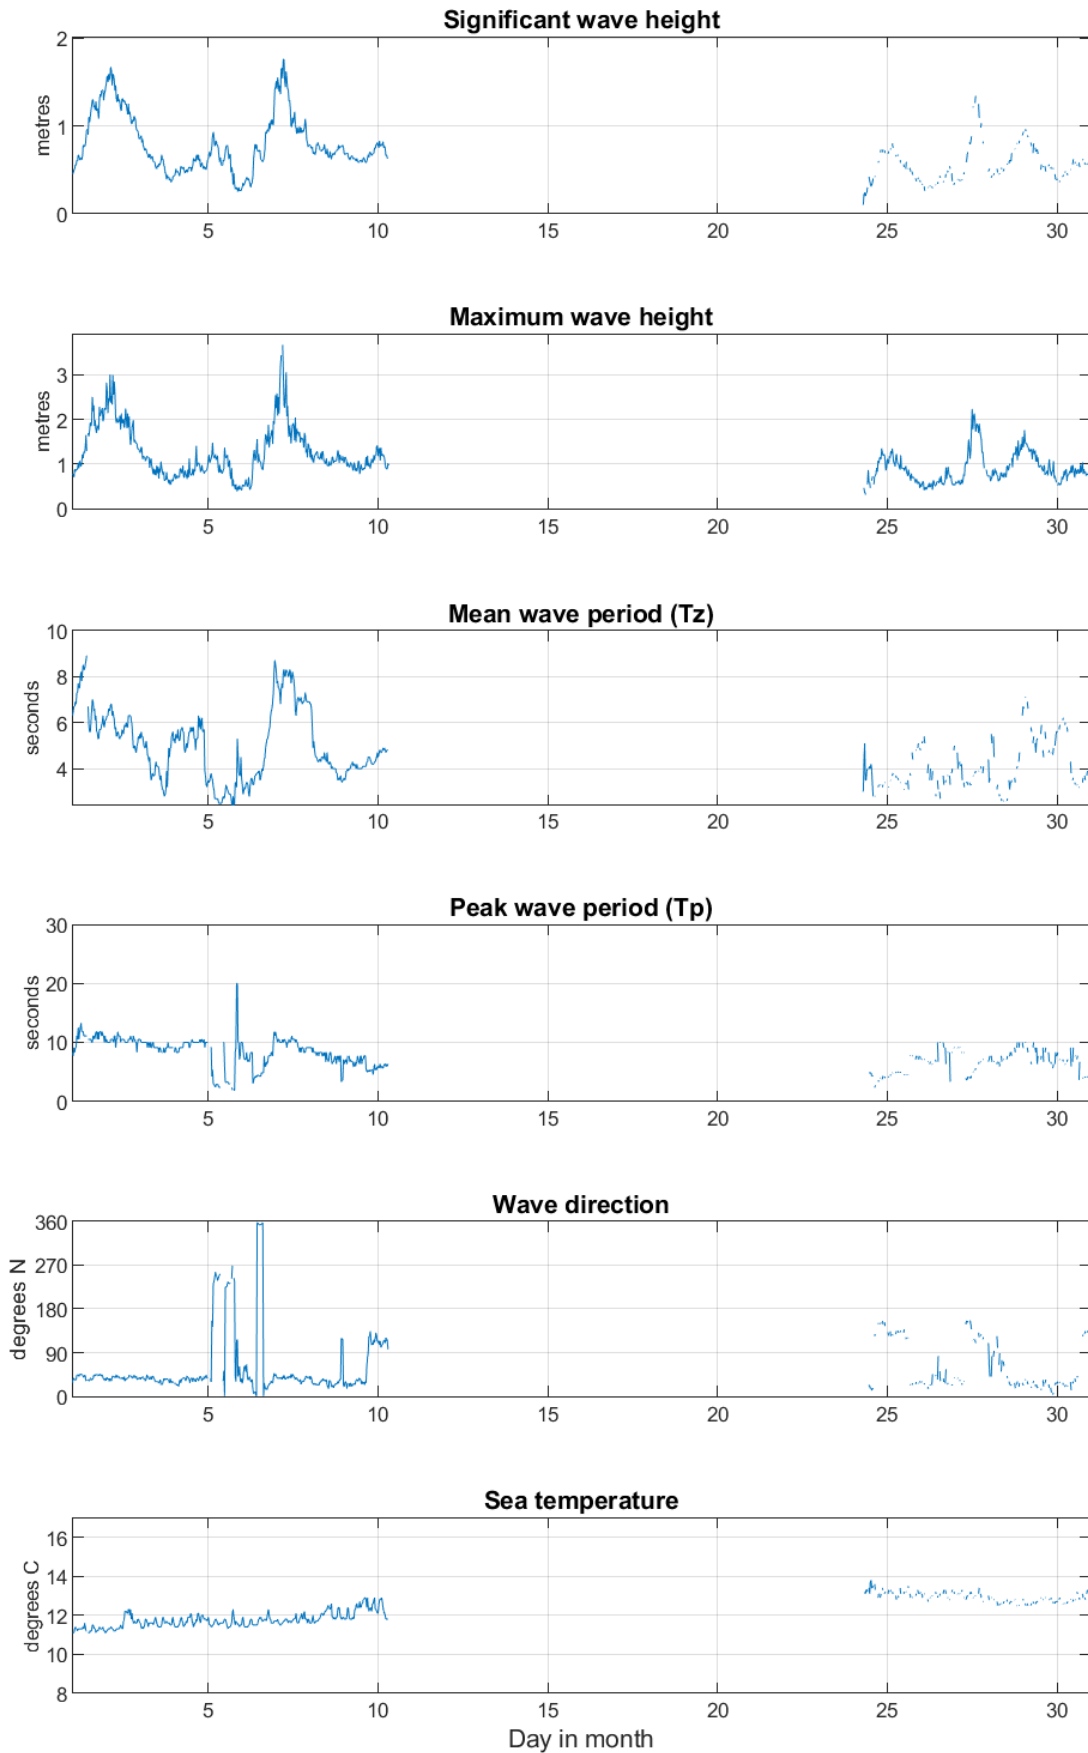 Significant wave height
metres
2
1
0
5 10 15 20 25 30
Maximum wave height
metres
3
2
1
0
5 10 15 20 25 30
Mean wave period (Tz)
seconds
10
8
6
4
5 10 15 20 25 30
Peak wave period (Tp)
seconds
30
20
10
0
5 10 15 20 25 30
Wave direction
degrees N
360
270
180
90
0
5 10 15 20 25 30
Sea temperature
degrees C
16
14
12
10
8
5 10 15 20 25 30
Day in month